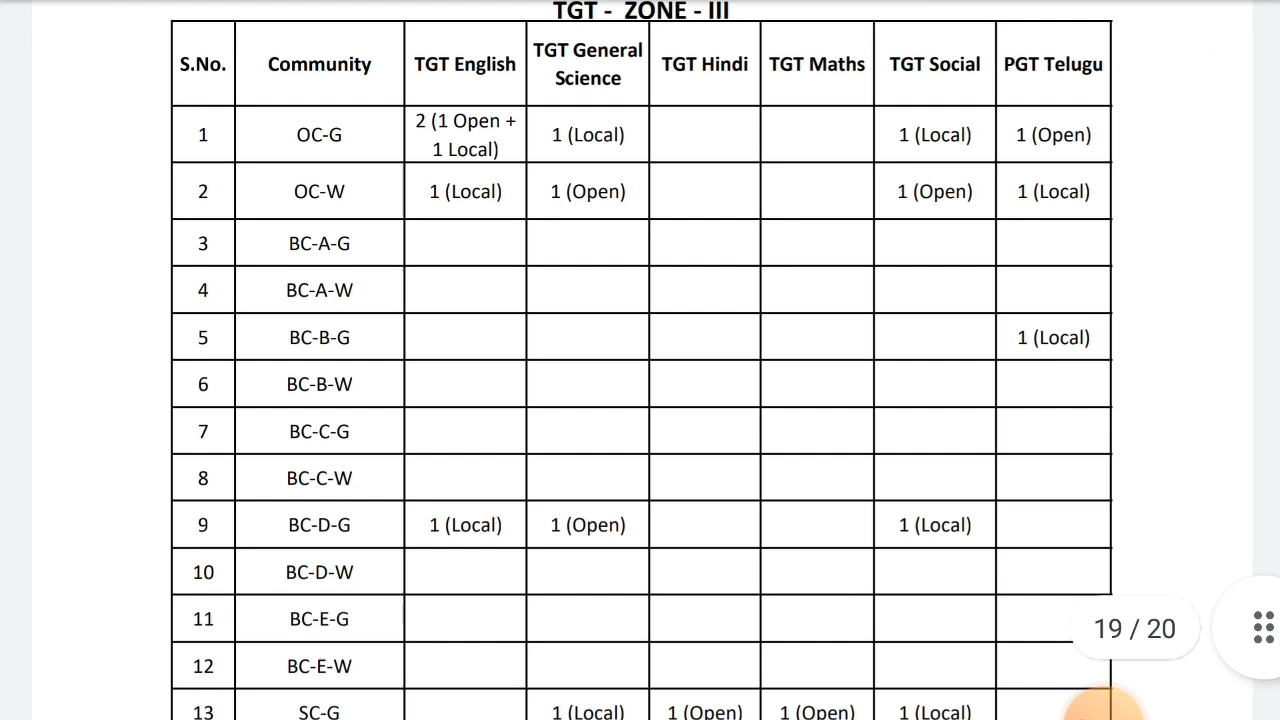 TGT - ZONE - III
S.No. Community TGT English TGT General Science TGT Hindi TGT Maths TGT Social PGT Telugu
1 OC-G 2 (1 Open + 1 Local) 1 (Local) 1 (Local) 1 (Open)
2 OC-W 1 (Local) 1 (Open) 1 (Open) 1 (Local)
3 BC-A-G
4 BC-A-W
5 BC-B-G 1 (Local)
6 BC-B-W
7 BC-C-G
8 BC-C-W
9 BC-D-G 1 (Local) 1 (Open) 1 (Local)
10 BC-D-W
11 BC-E-G
19 / 20
12 BC-E-W
13 SC-G 1 (Local) 1 (Open) 1 (Open) 1 (Local)